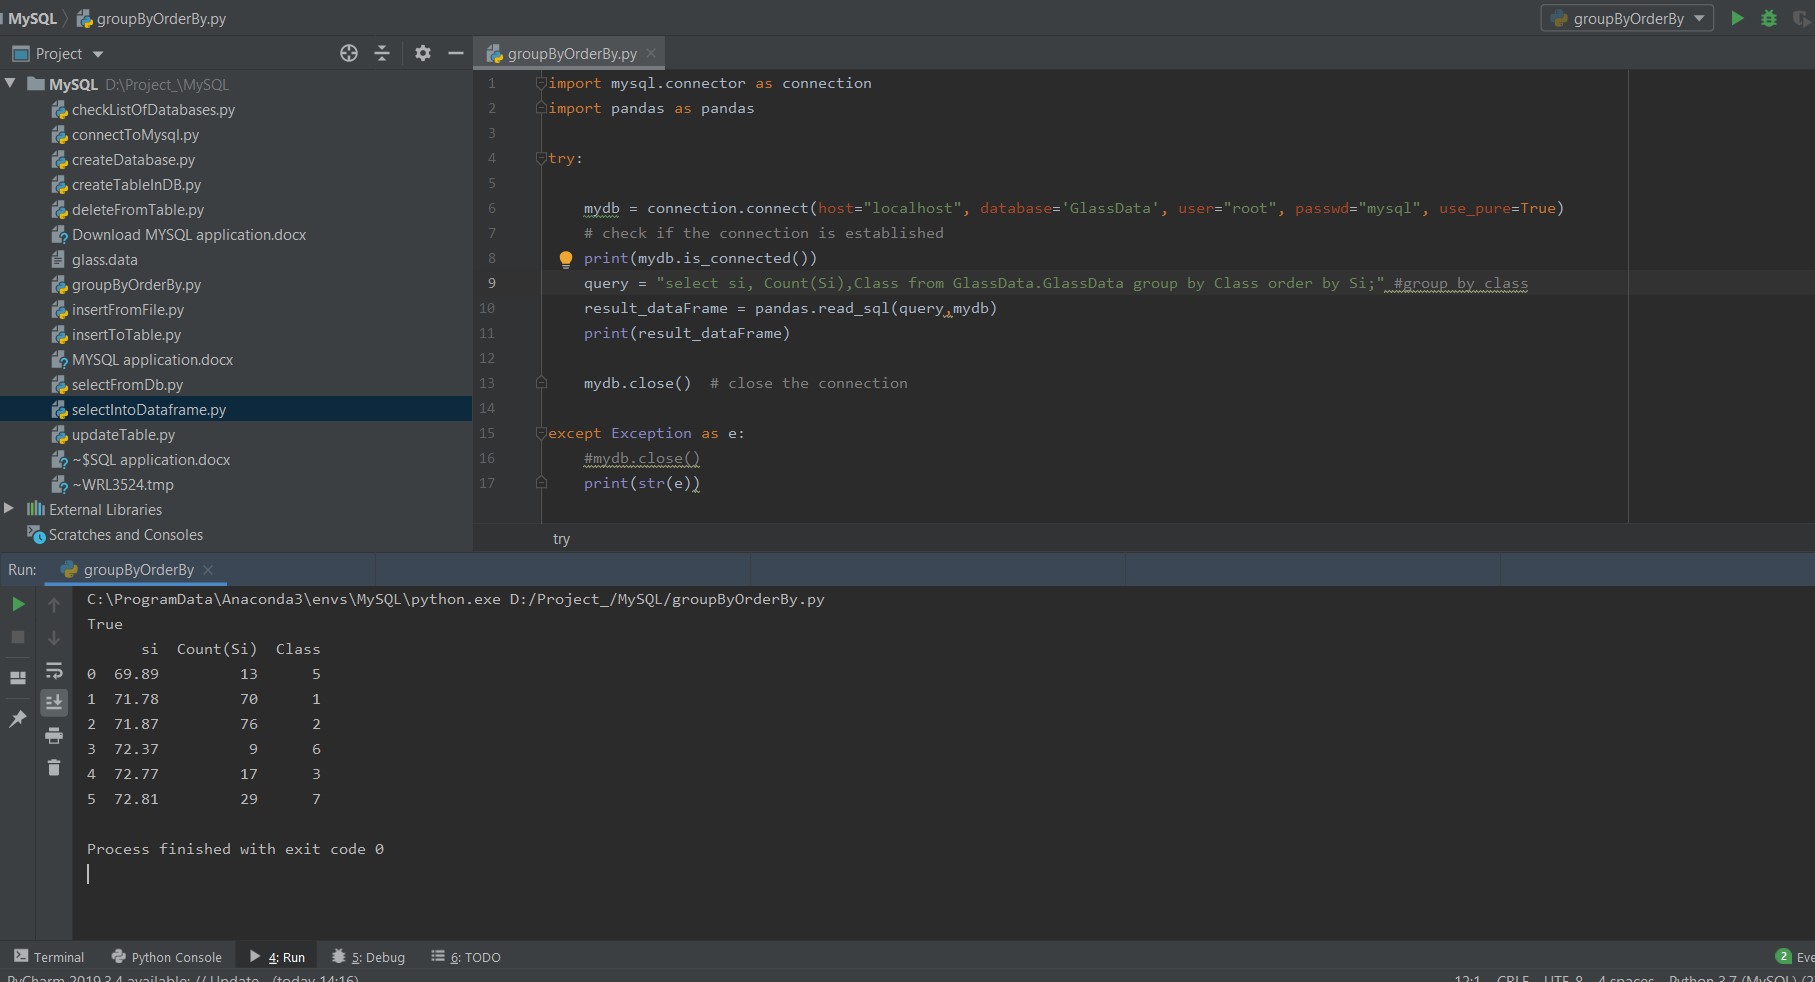 MySQL groupByOrderBy.py groupByOrderBy
Project
groupByOrderBy.py
MySQL D:\Project_\MySQL
checkListOfDatabases.py
connectToMysql.py
createDatabase.py
createTableInDB.py
deleteFromTable.py
Download MYSQL application.docx
glass.data
groupByOrderBy.py
insertFromFile.py
insertToTable.py
MYSQL application.docx
selectFromDb.py
selectIntoDataframe.py
updateTable.py
~$SQL application.docx
~WRL3524.tmp
External Libraries
Scratches and Consoles
1 import mysql.connector as connection
2 import pandas as pandas
3
4 try:
5
6 mydb = connection.connect(host="localhost", database='GlassData', user="root", passwd="mysql", use_pure=True)
7 # check if the connection is established
8 print(mydb.is_connected())
9 query = "select si, Count(Si),Class from GlassData.GlassData group by Class order by Si;" #group by class
10 result_dataFrame = pandas.read_sql(query,mydb)
11 print(result_dataFrame)
12
13 mydb.close()  # close the connection
14
15 except Exception as e:
16 #mydb.close()
17 print(str(e))
try
Run: groupByOrderBy
C:\ProgramData\Anaconda3\envs\MySQL\python.exe D:/Project_/MySQL/groupByOrderBy.py
True
si Count(Si) Class
0 69.89 13 5
1 71.78 70 1
2 71.87 76 2
3 72.37 9 6
4 72.77 17 3
5 72.81 29 7
Process finished with exit code 0
Terminal Python Console 4: Run 5: Debug 6: TODO 2 Eve
PyCharm 2019.3.4 available: // Update... (today 14:16) 12:1 CRLF UTF-8 4 spaces Python 3.7 (MySQL) (2